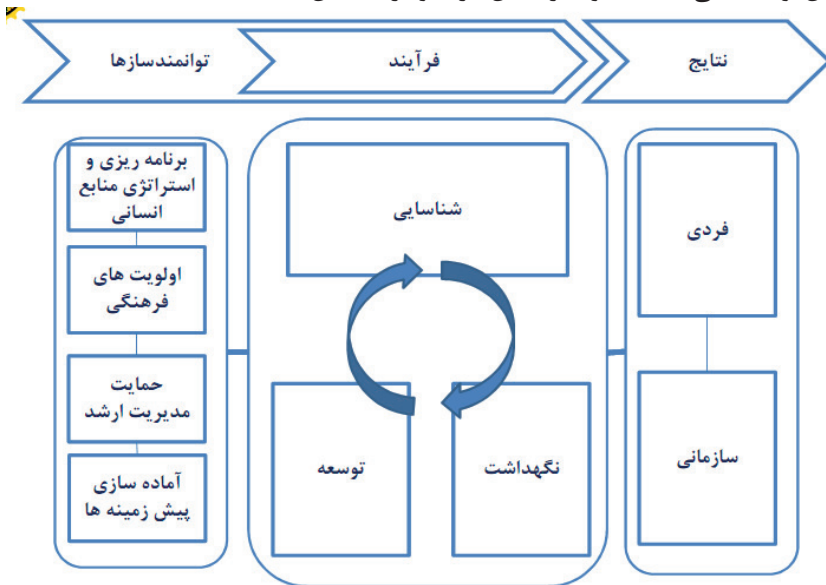 توانمندسازها
فرآیند
نتایج
برنامه ریزی و
استراتژی منابع
انسانی
اولویت های
فرهنگی
حمایت
مدیریت ارشد
آماده سازی
پیش زمینه ها
شناسایی
توسعه
نگهداشت
فردی
سازمانی